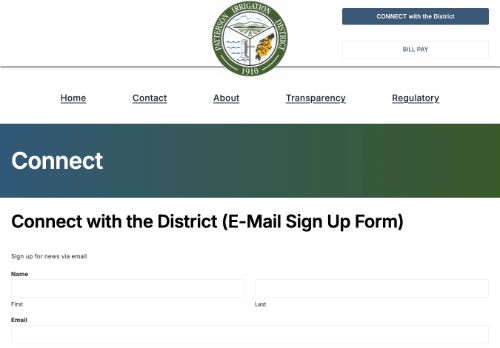 PATTERSON IRRIGATION DISTRICT
1910
CONNECT with the District
BILL PAY
Home Contact About Transparency Regulatory
Connect
Connect with the District (E-Mail Sign Up Form)
Sign up for news via email
Name
First Last
Email